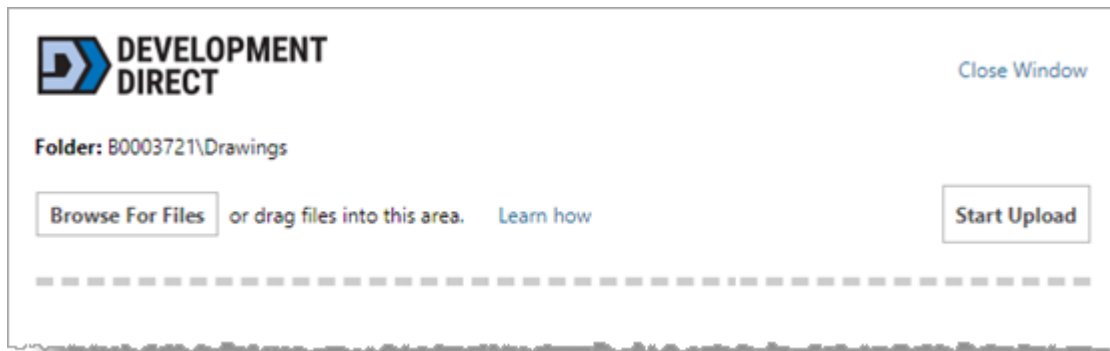 DEVELOPMENT
DIRECT
Close Window
Folder: B0003721\Drawings
Browse For Files or drag files into this area. Learn how Start Upload